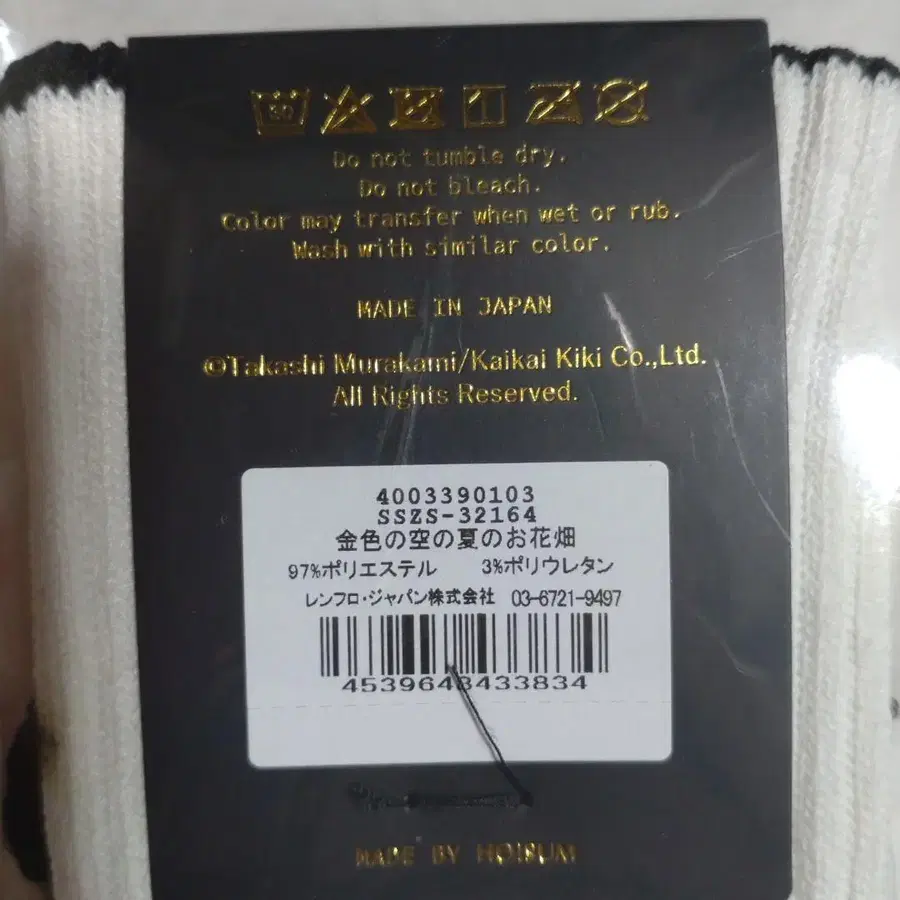 Do not tumble dry.
Do not bleach.
Color may transfer when wet or rub.
Wash with similar color.
MADE IN JAPAN
©Takashi Murakami/Kaikai Kiki Co.,Ltd.
All Rights Reserved.
4003390103
SSZS-32164
金色の空の夏のお花畑
97%ポリエステル 3%ポリウレタン
レンフロ・ジャパン株式会社 03-6721-9497
4539643433834
MADE BY HOISUM